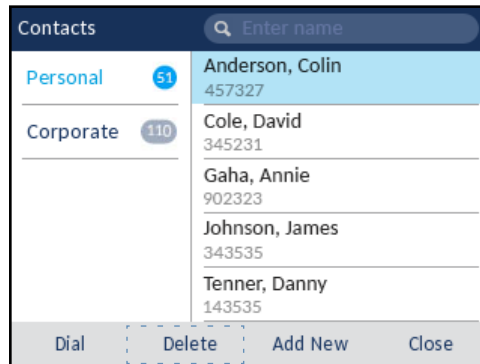 Contacts
Enter name
Personal 51
Corporate 110
Anderson, Colin
457327
Cole, David
345231
Gaha, Annie
902323
Johnson, James
343535
Tenner, Danny
143535
Dial Delete Add New Close